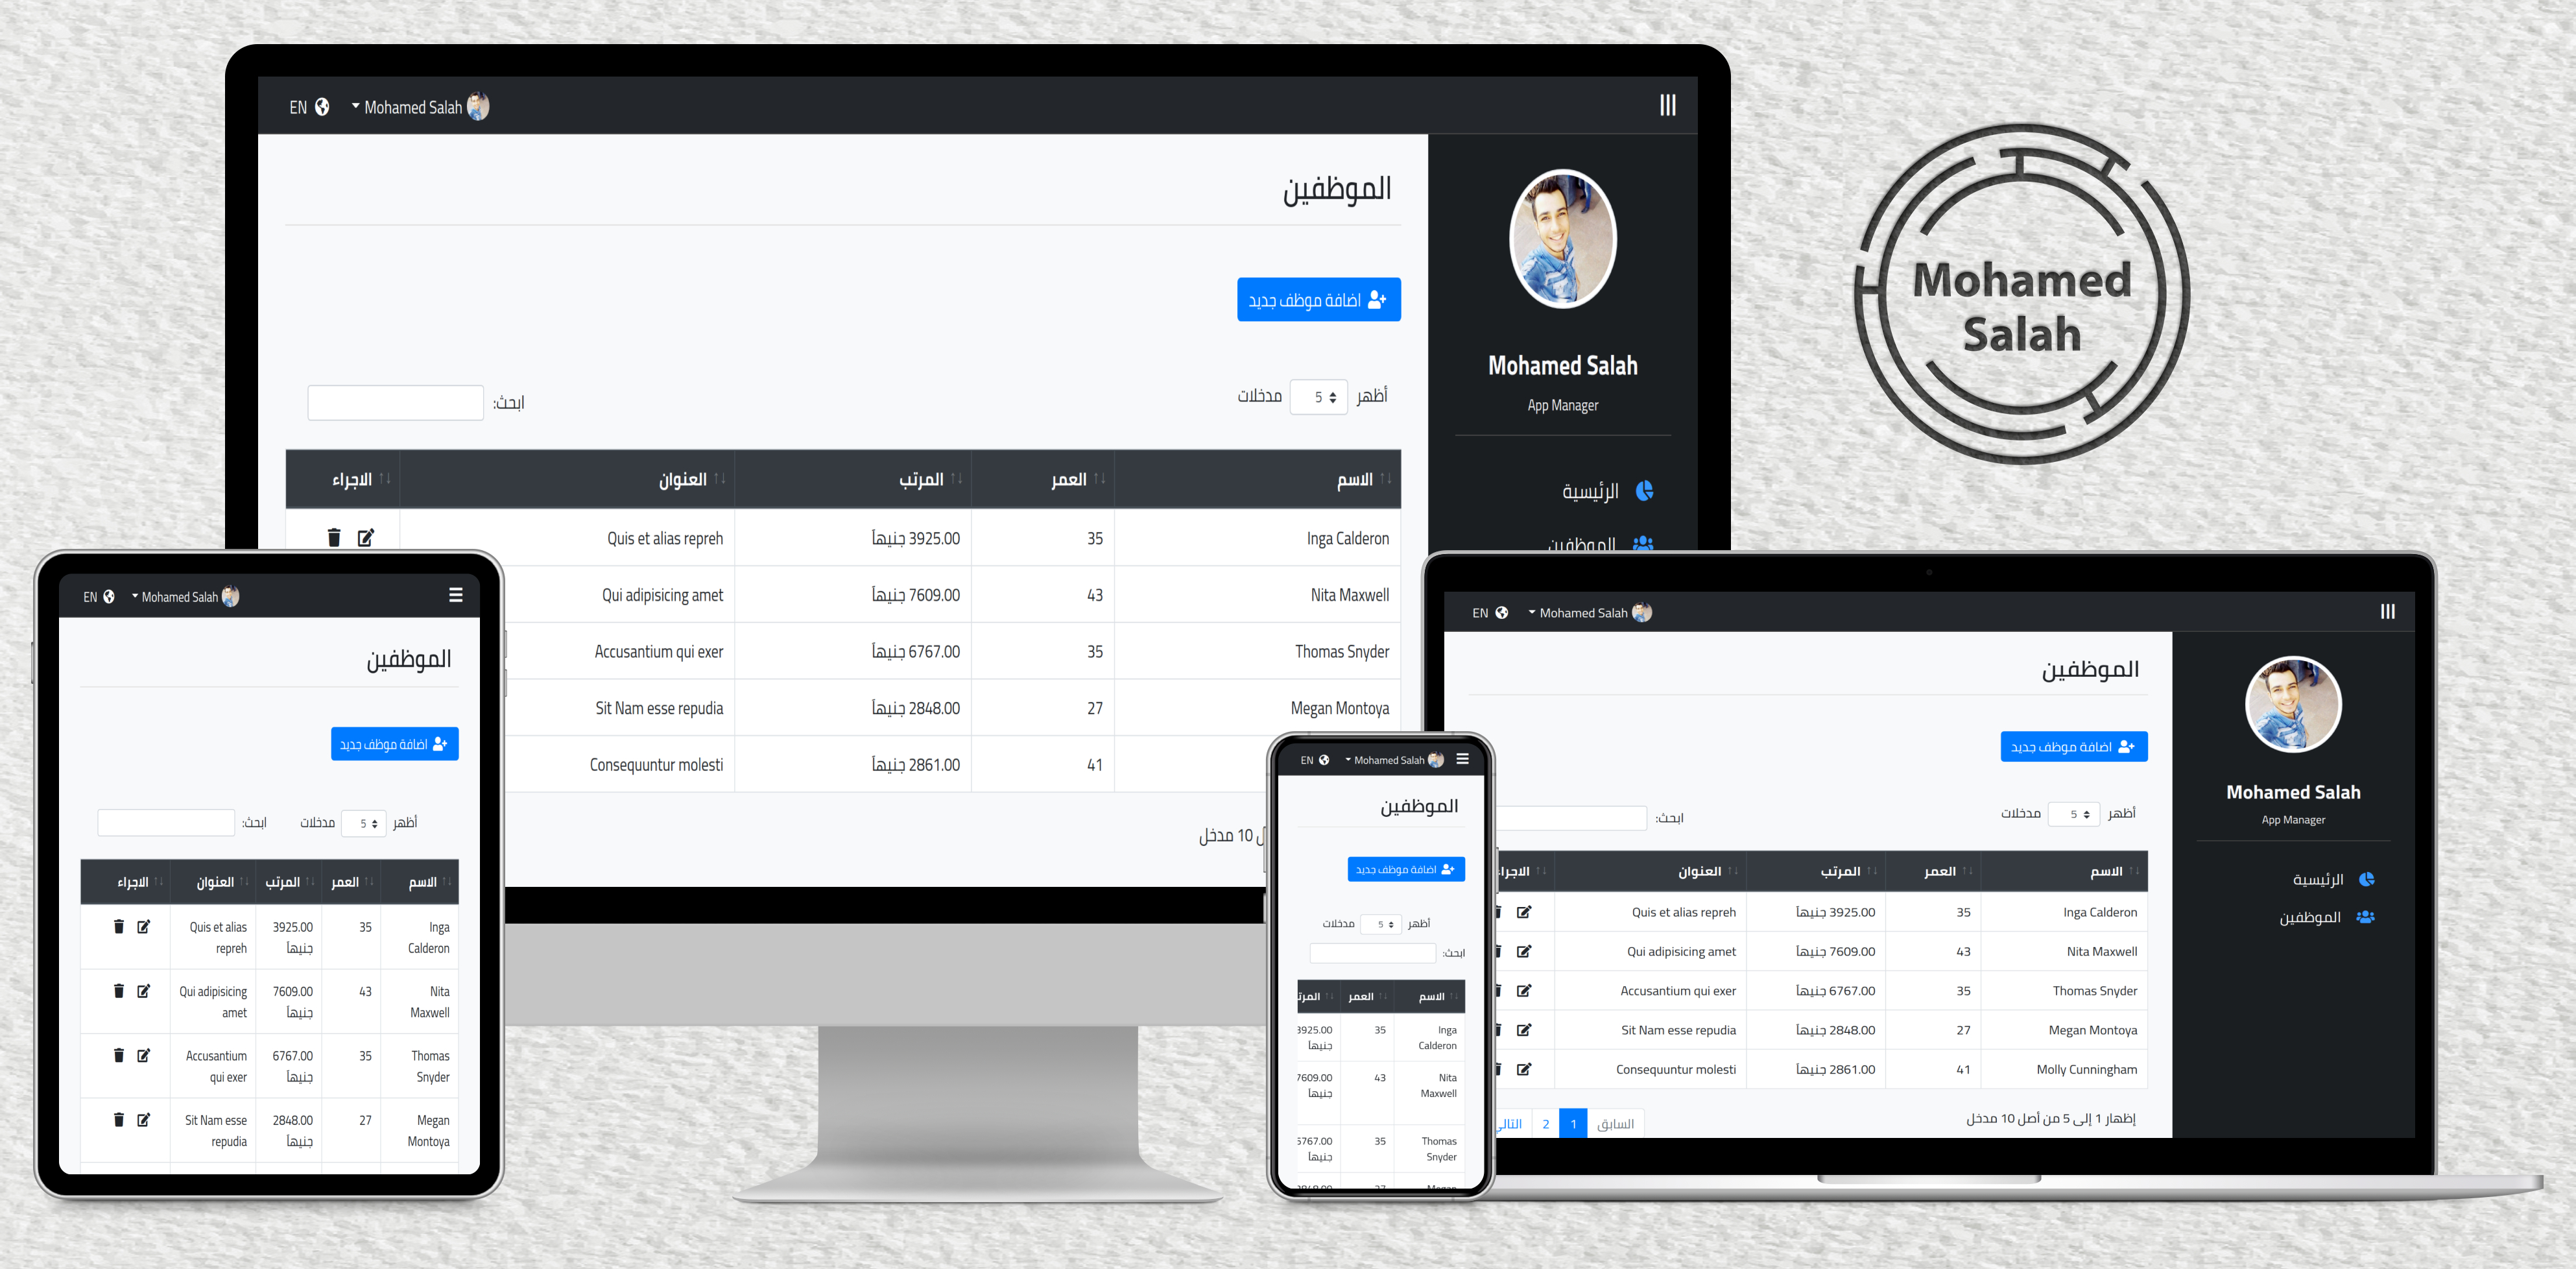 EN
Mohamed Salah
الموظفين
اضافة موظف جديد
أظهر 5 مدخلات
ابحث:
الاسم العمر المرتب العنوان الاجراء
Inga Calderon 35 3925.00 جنيهاً Quis et alias repreh
Nita Maxwell 43 7609.00 جنيهاً Qui adipisicing amet
Thomas Snyder 35 6767.00 جنيهاً Accusantium qui exer
Megan Montoya 27 2848.00 جنيهاً Sit Nam esse repudia
41 2861.00 جنيهاً Consequuntur molesti
10 مدخل
Mohamed Salah
App Manager
الرئيسية
الموظفين
Mohamed
Salah
EN
Mohamed Salah
الموظفين
اضافة موظف جديد
أظهر 5 مدخلات
ابحث:
الاسم العمر المرتب العنوان الاجراء
Inga 35 3925.00 Quis et alias
Calderon جنيهاً repreh
Nita 43 7609.00 Qui adipisicing
Maxwell جنيهاً amet
Thomas 35 6767.00 Accusantium
Snyder جنيهاً qui exer
Megan 27 2848.00 Sit Nam esse
Montoya جنيهاً repudia
EN
Mohamed Salah
الموظفين
اضافة موظف جديد
أظهر 5 مدخلات
ابحث:
الاسم العمر
Inga 35 3925.00
Calderon جنيهاً
Nita 43 7609.00
Maxwell جنيهاً
Thomas 35 6767.00
Snyder جنيهاً
EN
Mohamed Salah
الموظفين
اضافة موظف جديد
أظهر 5 مدخلات
ابحث:
الاسم العمر المرتب العنوان الاجراء
Inga Calderon 35 3925.00 جنيهاً Quis et alias repreh
Nita Maxwell 43 7609.00 جنيهاً Qui adipisicing amet
Thomas Snyder 35 6767.00 جنيهاً Accusantium qui exer
Megan Montoya 27 2848.00 جنيهاً Sit Nam esse repudia
Molly Cunningham 41 2861.00 جنيهاً Consequuntur molesti
إظهار 1 إلى 5 من أصل 10 مدخل
السابق 1 2 التالي
Mohamed Salah
App Manager
الرئيسية
الموظفين